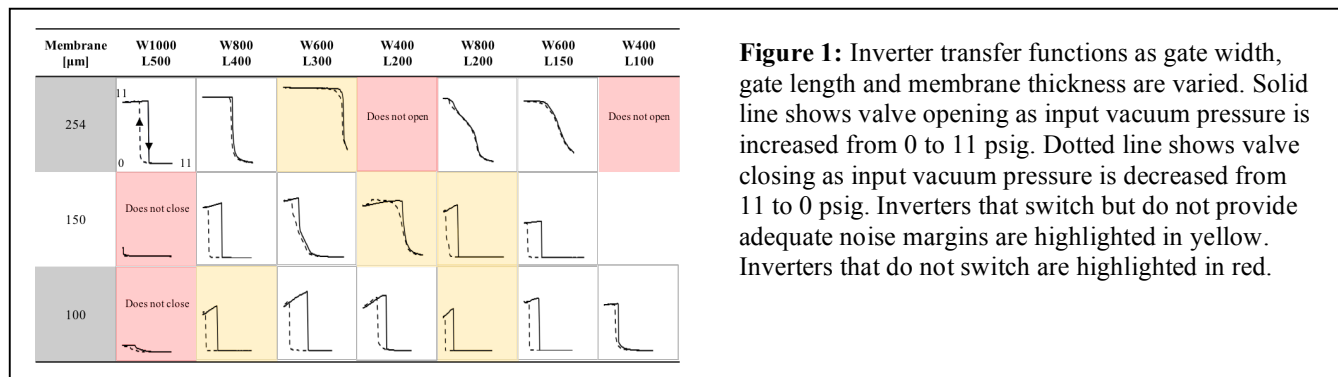 Membrane [µm] W1000 L500 W800 L400 W600 L300 W400 L200 W800 L200 W600 L150 W400 L100
254 11 0 11 Does not open Does not open
150 Does not close
100 Does not close
Figure 1: Inverter transfer functions as gate width,
gate length and membrane thickness are varied. Solid
line shows valve opening as input vacuum pressure is
increased from 0 to 11 psig. Dotted line shows valve
closing as input vacuum pressure is decreased from
11 to 0 psig. Inverters that switch but do not provide
adequate noise margins are highlighted in yellow.
Inverters that do not switch are highlighted in red.